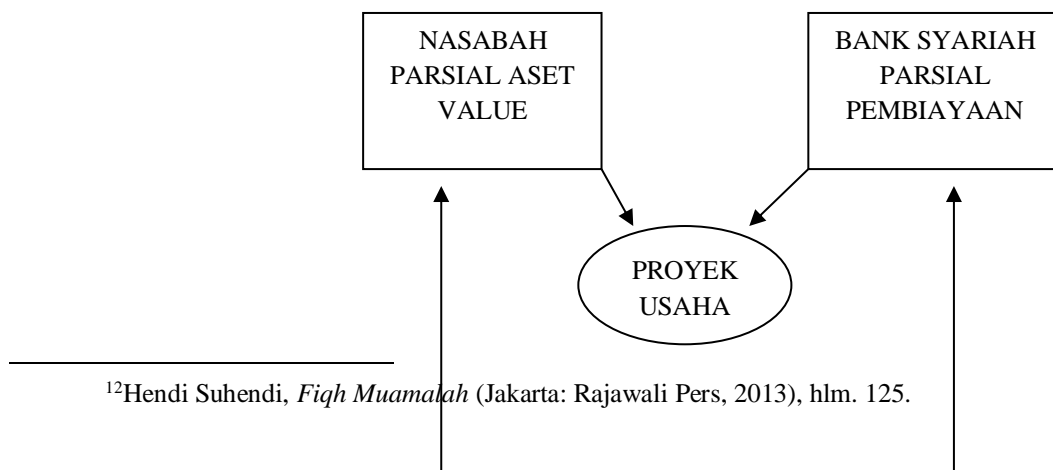 NASABAH
PARSIAL ASET
VALUE
BANK SYARIAH
PARSIAL
PEMBIAYAAN
PROYEK
USAHA
12Hendi Suhendi, Fiqh Muamalah (Jakarta: Rajawali Pers, 2013), hlm. 125.